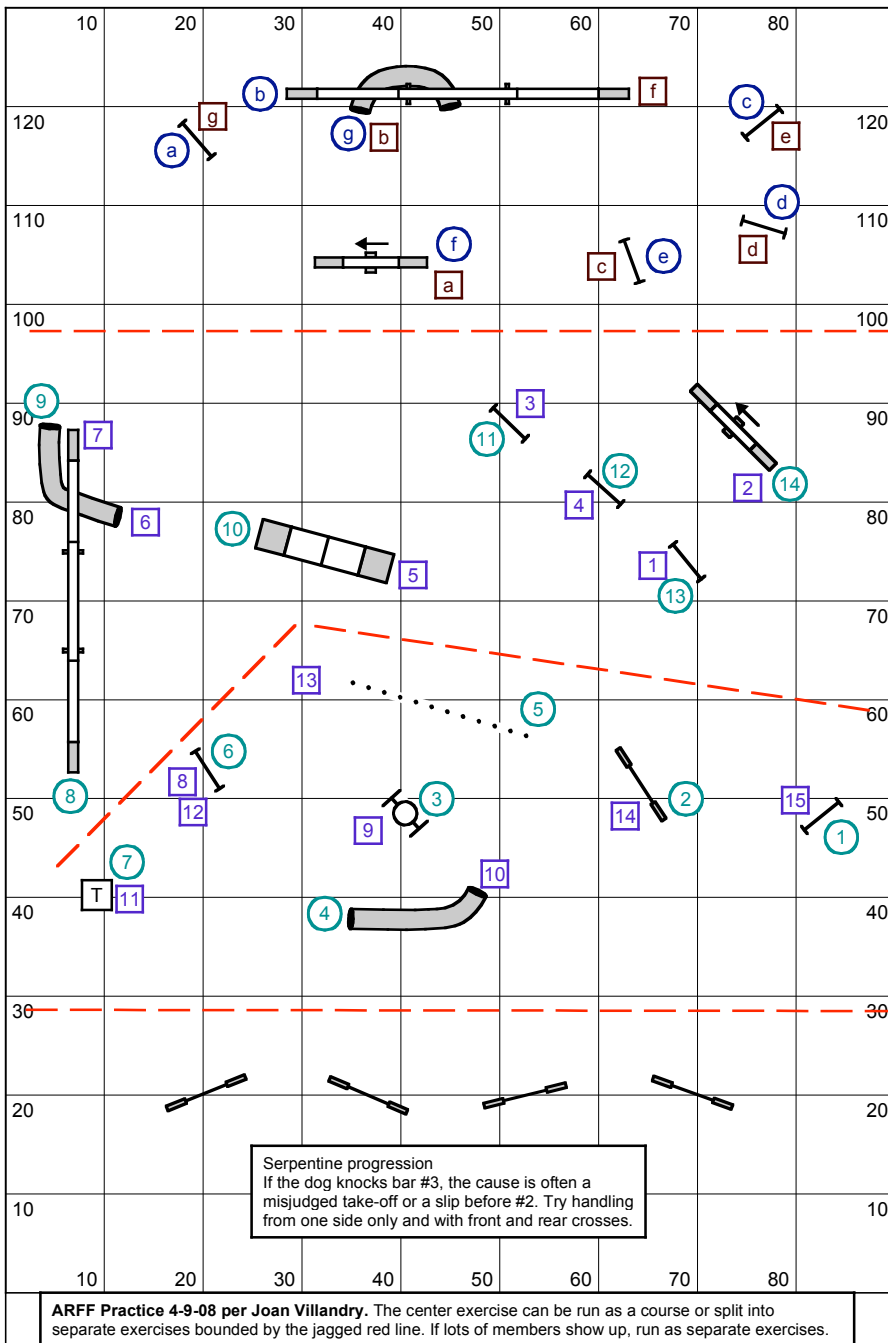 10 20 30 40 50 60 70 80
b f c
g
120 a g b e 120
d
110 110
f d
c e
a
100 100
9 3
90 7 11 90
12 2 14
80 6 10 4 80
5 1
13
70 70
13
60 5 60
6
8 2
50 8 12 3 14 15 50
9 1
7 10
40 T 11 4 40
30 30
20 20
Serpentine progression
If the dog knocks bar #3, the cause is often a
misjudged take-off or a slip before #2. Try handling
from one side only and with front and rear crosses.
10 10
10 20 30 40 50 60 70 80
ARFF Practice 4-9-08 per Joan Villandry. The center exercise can be run as a course or split into
separate exercises bounded by the jagged red line. If lots of members show up, run as separate exercises.